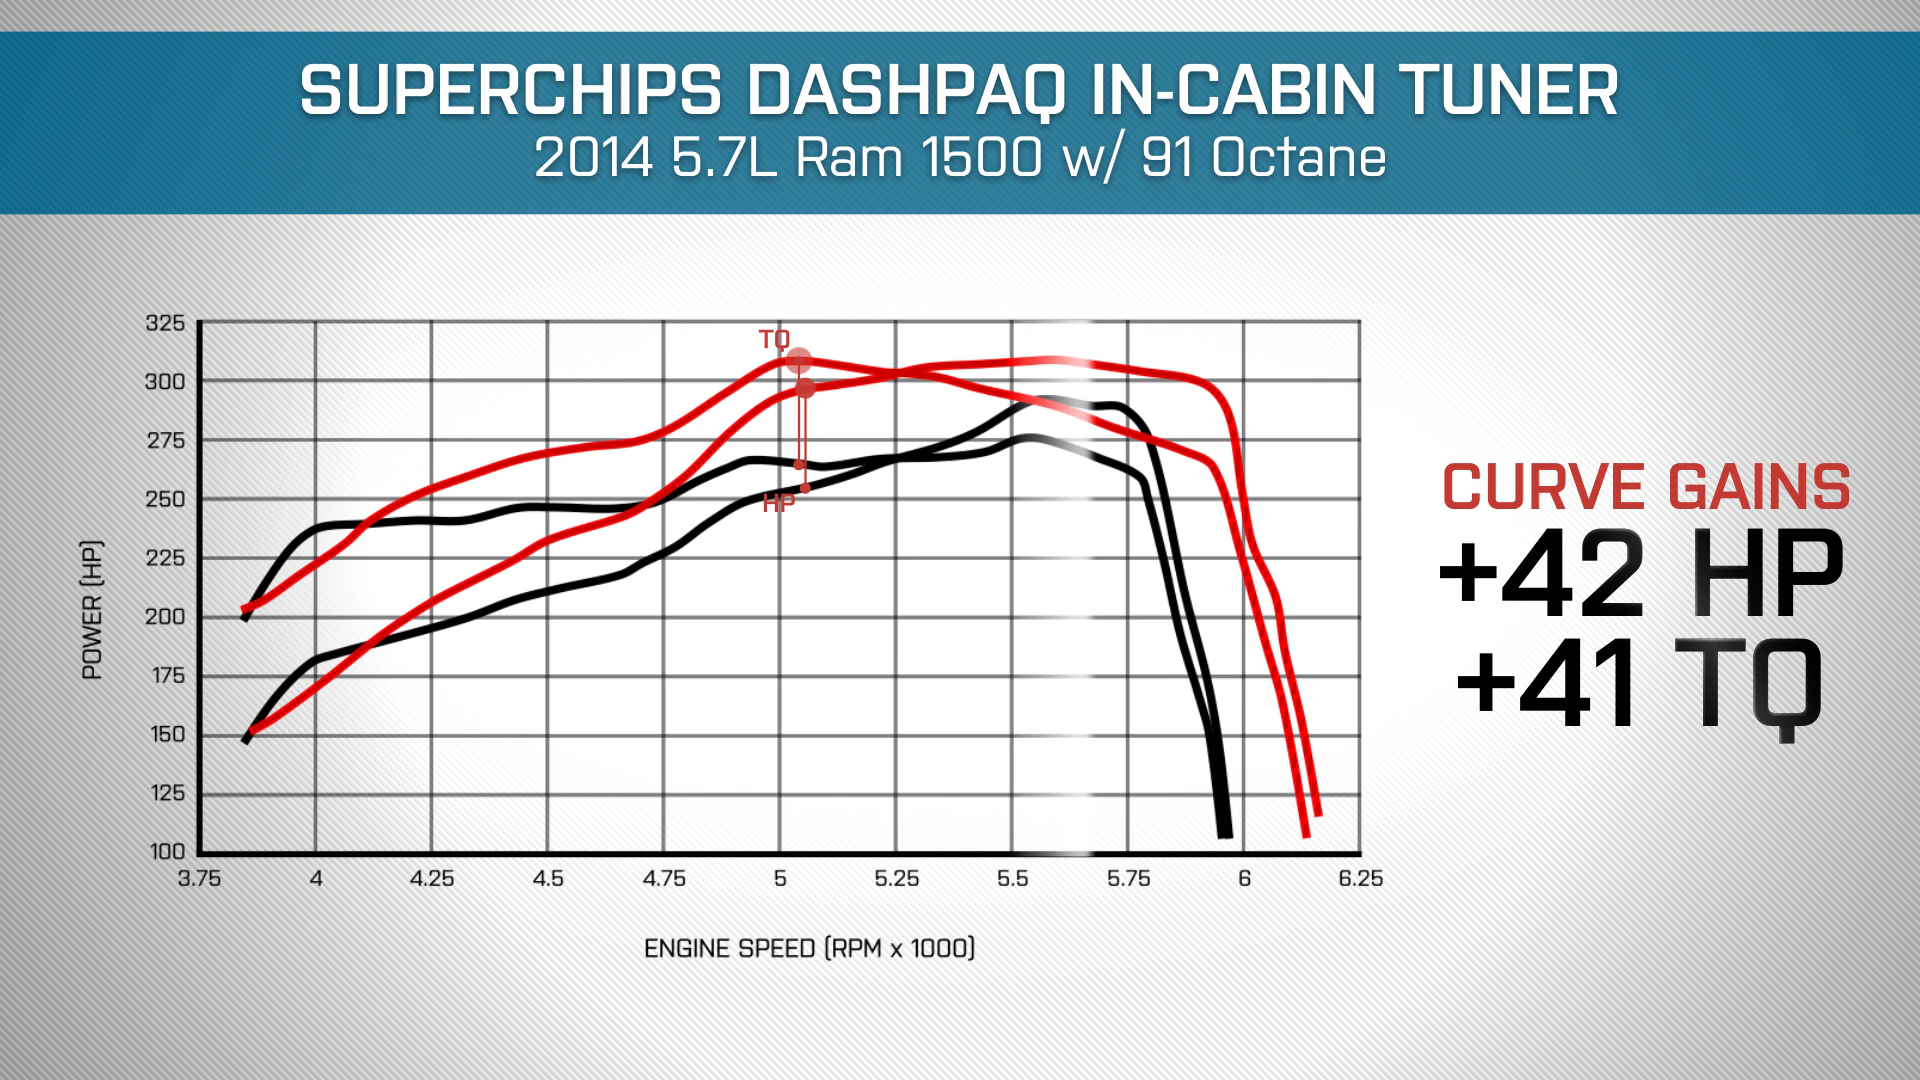 SUPERCHIPS DASHPAQ IN-CABIN TUNER
2014 5.7L Ram 1500 w/ 91 Octane
325
300
275
250
225
200
175
150
125
100
POWER (HP)
TQ
HP
3.75 4 4.25 4.5 4.75 5 5.25 5.5 5.75 6 6.25
ENGINE SPEED (RPM x 1000)
CURVE GAINS
+42 HP
+41 TQ